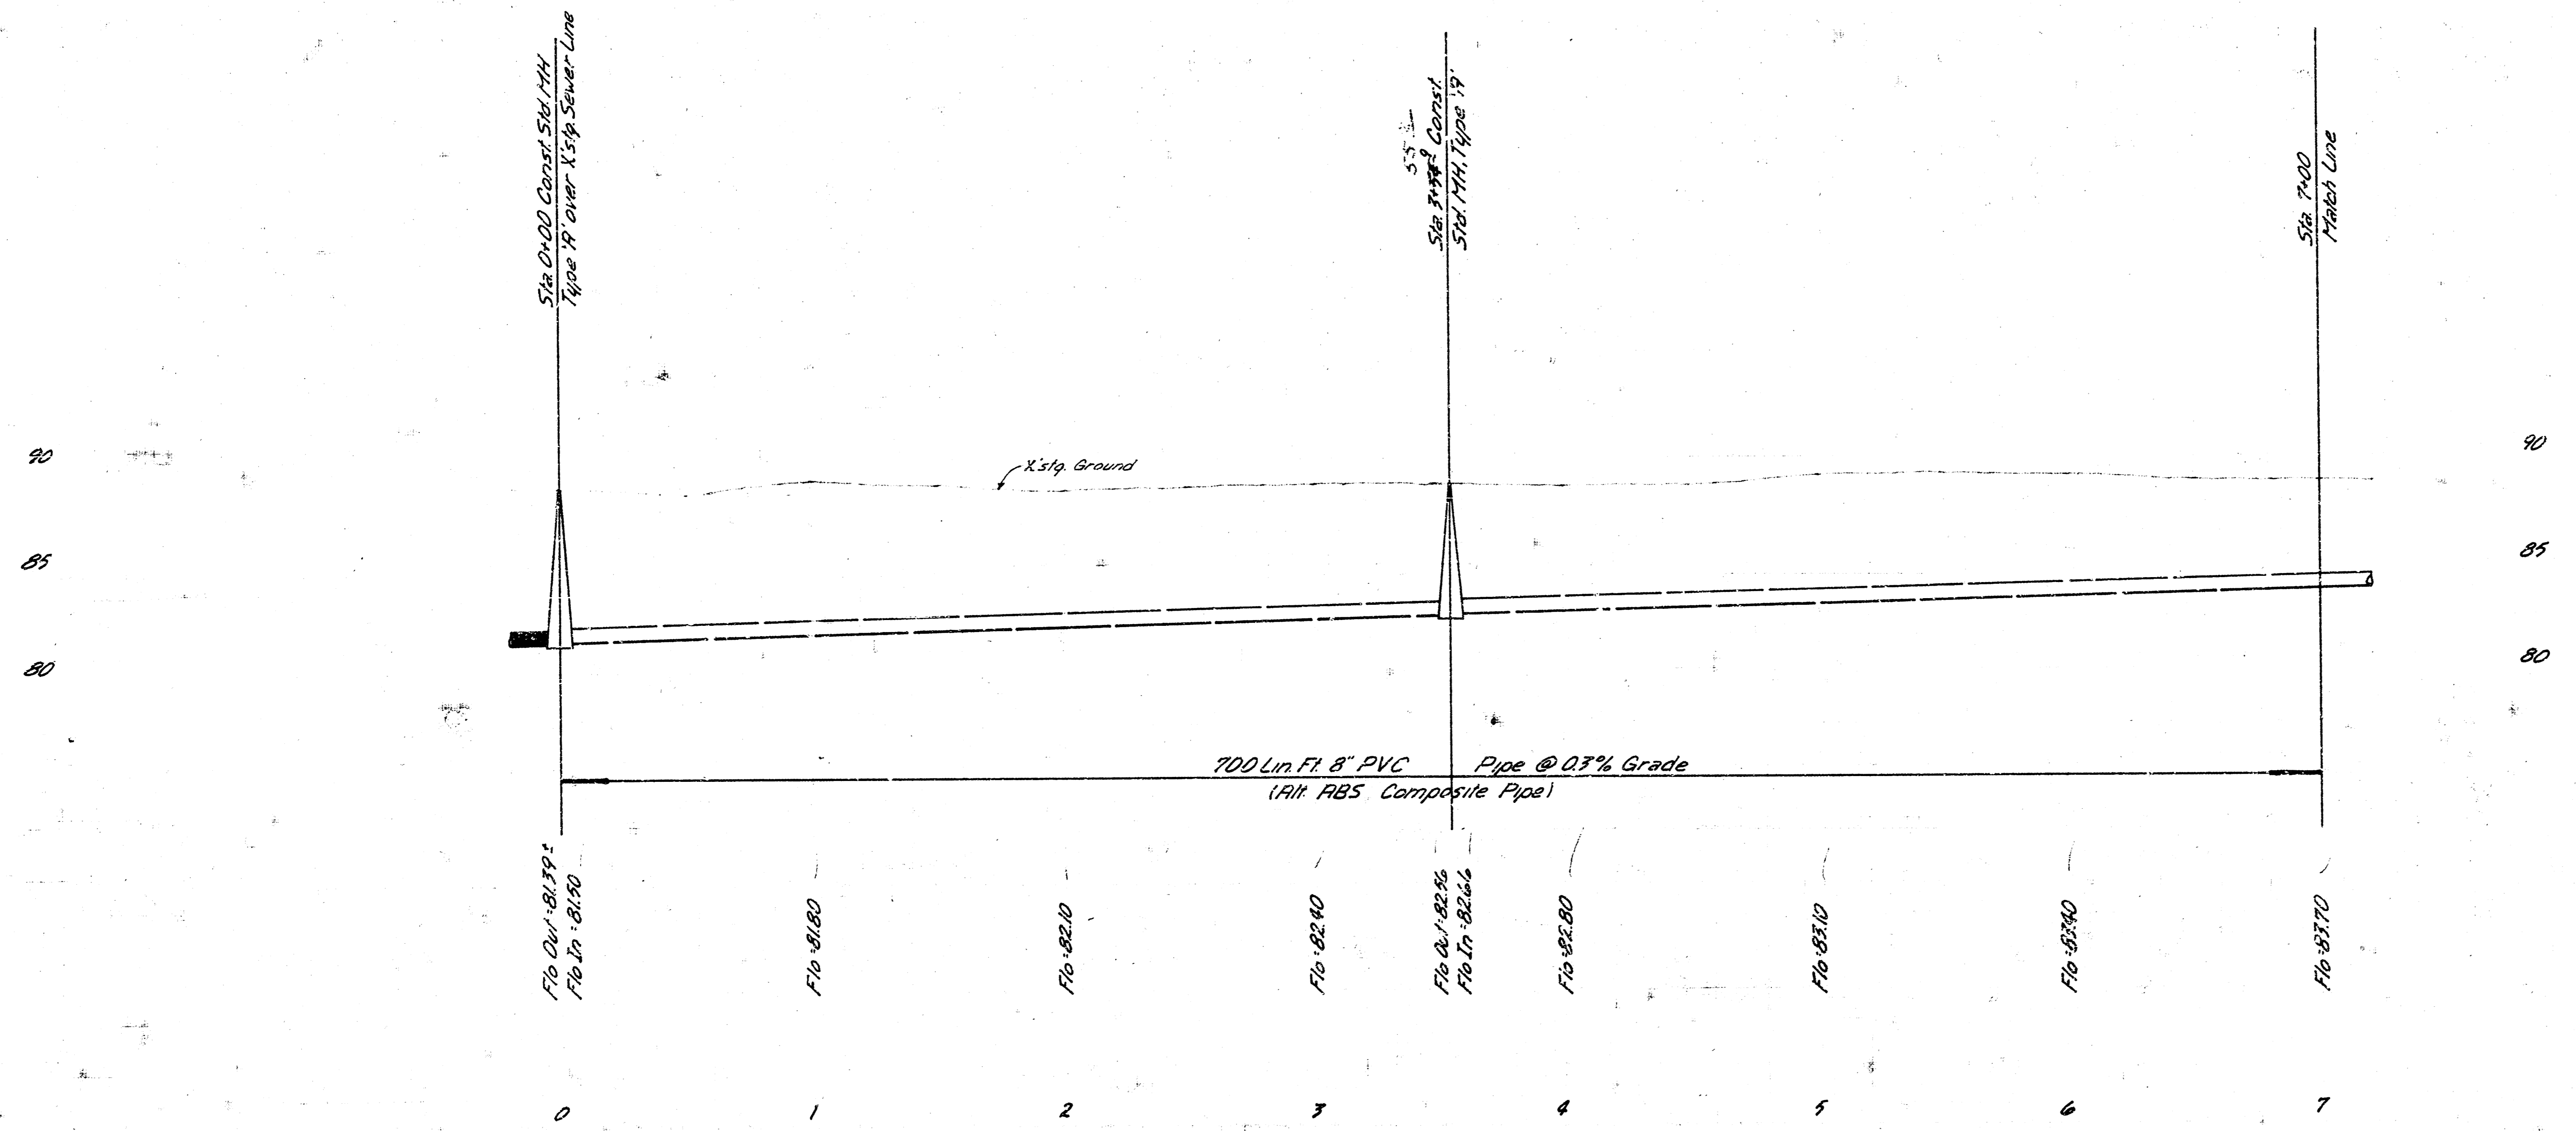 Sta. 0+00 Const. Std. MH
Type 'A' over X'stg. Sewer Line
55
Const.
Std. MH, Type 'A'
Sta. 7+00
Match Line
90
90
X'stg. Ground
85
85
80
80
700 Lin. Ft. 8" PVC Pipe @ 0.3% Grade
(Alt. ABS Composite Pipe)
Flo Out = 81.39±
Flo In = 81.50
Flo = 81.80
Flo = 82.10
Flo = 82.40
Flo Out = 82.56
Flo In = 82.66
Flo = 82.80
Flo = 83.10
Flo = 83.40
Flo = 83.70
0 1 2 3 4 5 6 7